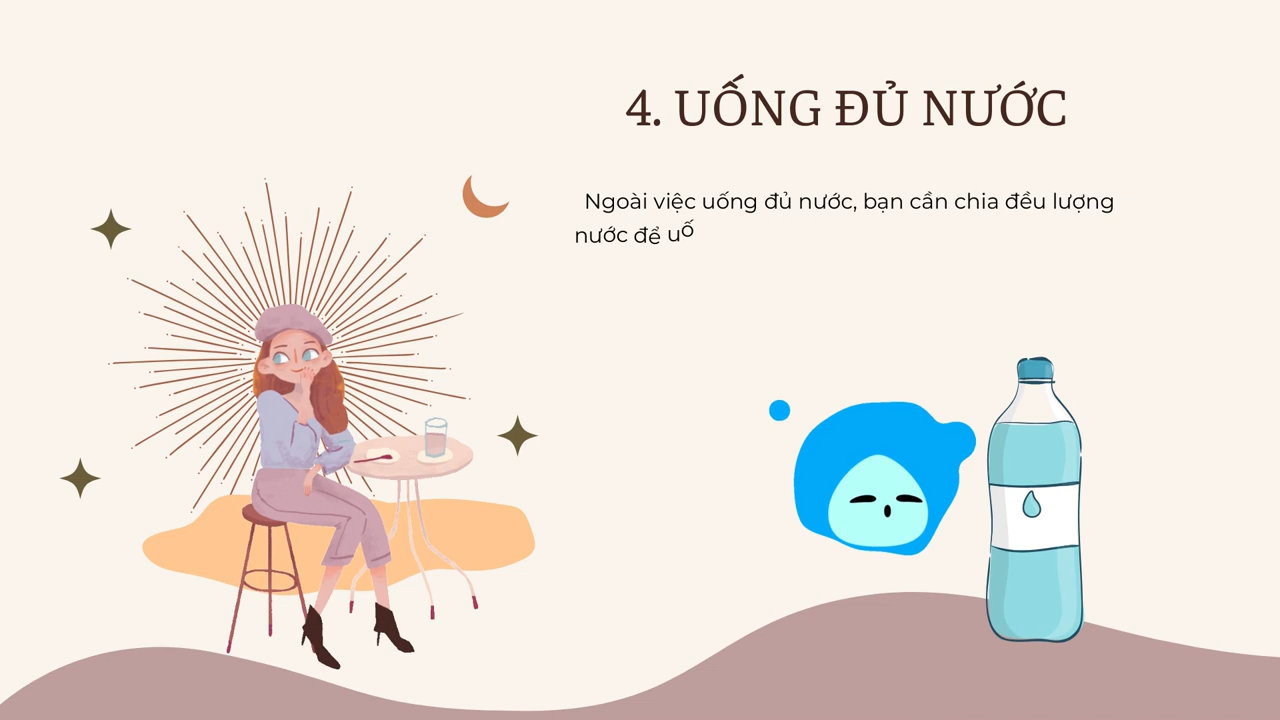 4. UỐNG ĐỦ NƯỚC
Ngoài việc uống đủ nước, bạn cần chia đều lượng
nước để uố